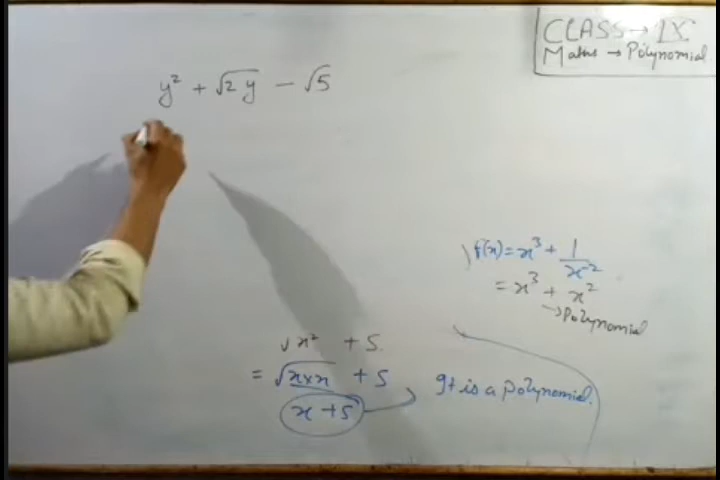 CLASS → IX
Maths → Polynomial
y² + √2y − √5
f(x) = x³ + 1/x⁻²
= x³ + x²
→ Polynomial
√x² + 5
= √x×x + 5
x + 5
It is a polynomial.